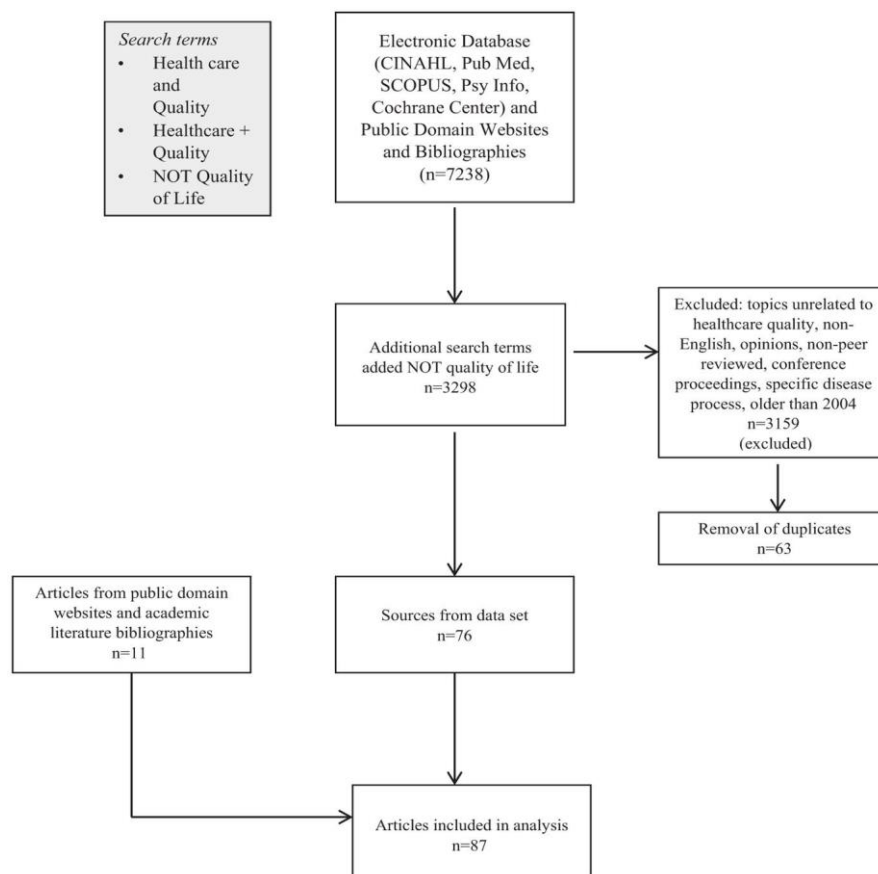 Search terms
• Health care
and
Quality
• Healthcare +
Quality
• NOT Quality
of Life
Electronic Database
(CINAHL, Pub Med,
SCOPUS, Psy Info,
Cochrane Center) and
Public Domain Websites
and Bibliographies
(n=7238)
Additional search terms
added NOT quality of life
n=3298
Excluded: topics unrelated to
healthcare quality, non-
English, opinions, non-peer
reviewed, conference
proceedings, specific disease
process, older than 2004
n=3159
(excluded)
Removal of duplicates
n=63
Articles from public domain
websites and academic
literature bibliographies
n=11
Sources from data set
n=76
Articles included in analysis
n=87